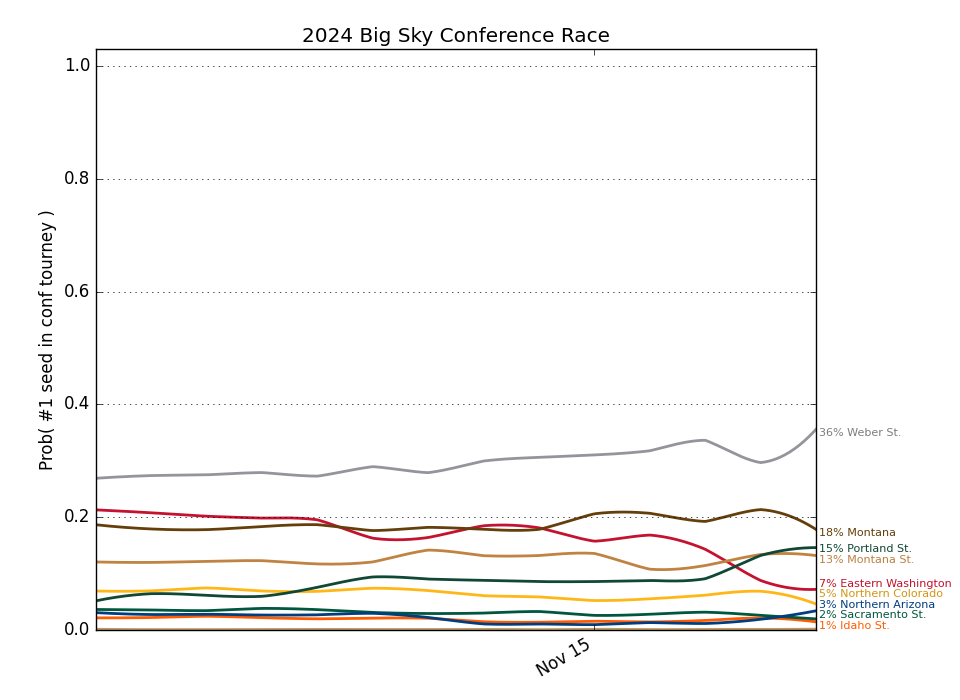 2024 Big Sky Conference Race
Prob( #1 seed in conf tourney )
1.0
0.8
0.6
0.4
0.2
0.0
Nov 15
36% Weber St.
18% Montana
15% Portland St.
13% Montana St.
7% Eastern Washington
5% Northern Colorado
3% Northern Arizona
2% Sacramento St.
1% Idaho St.